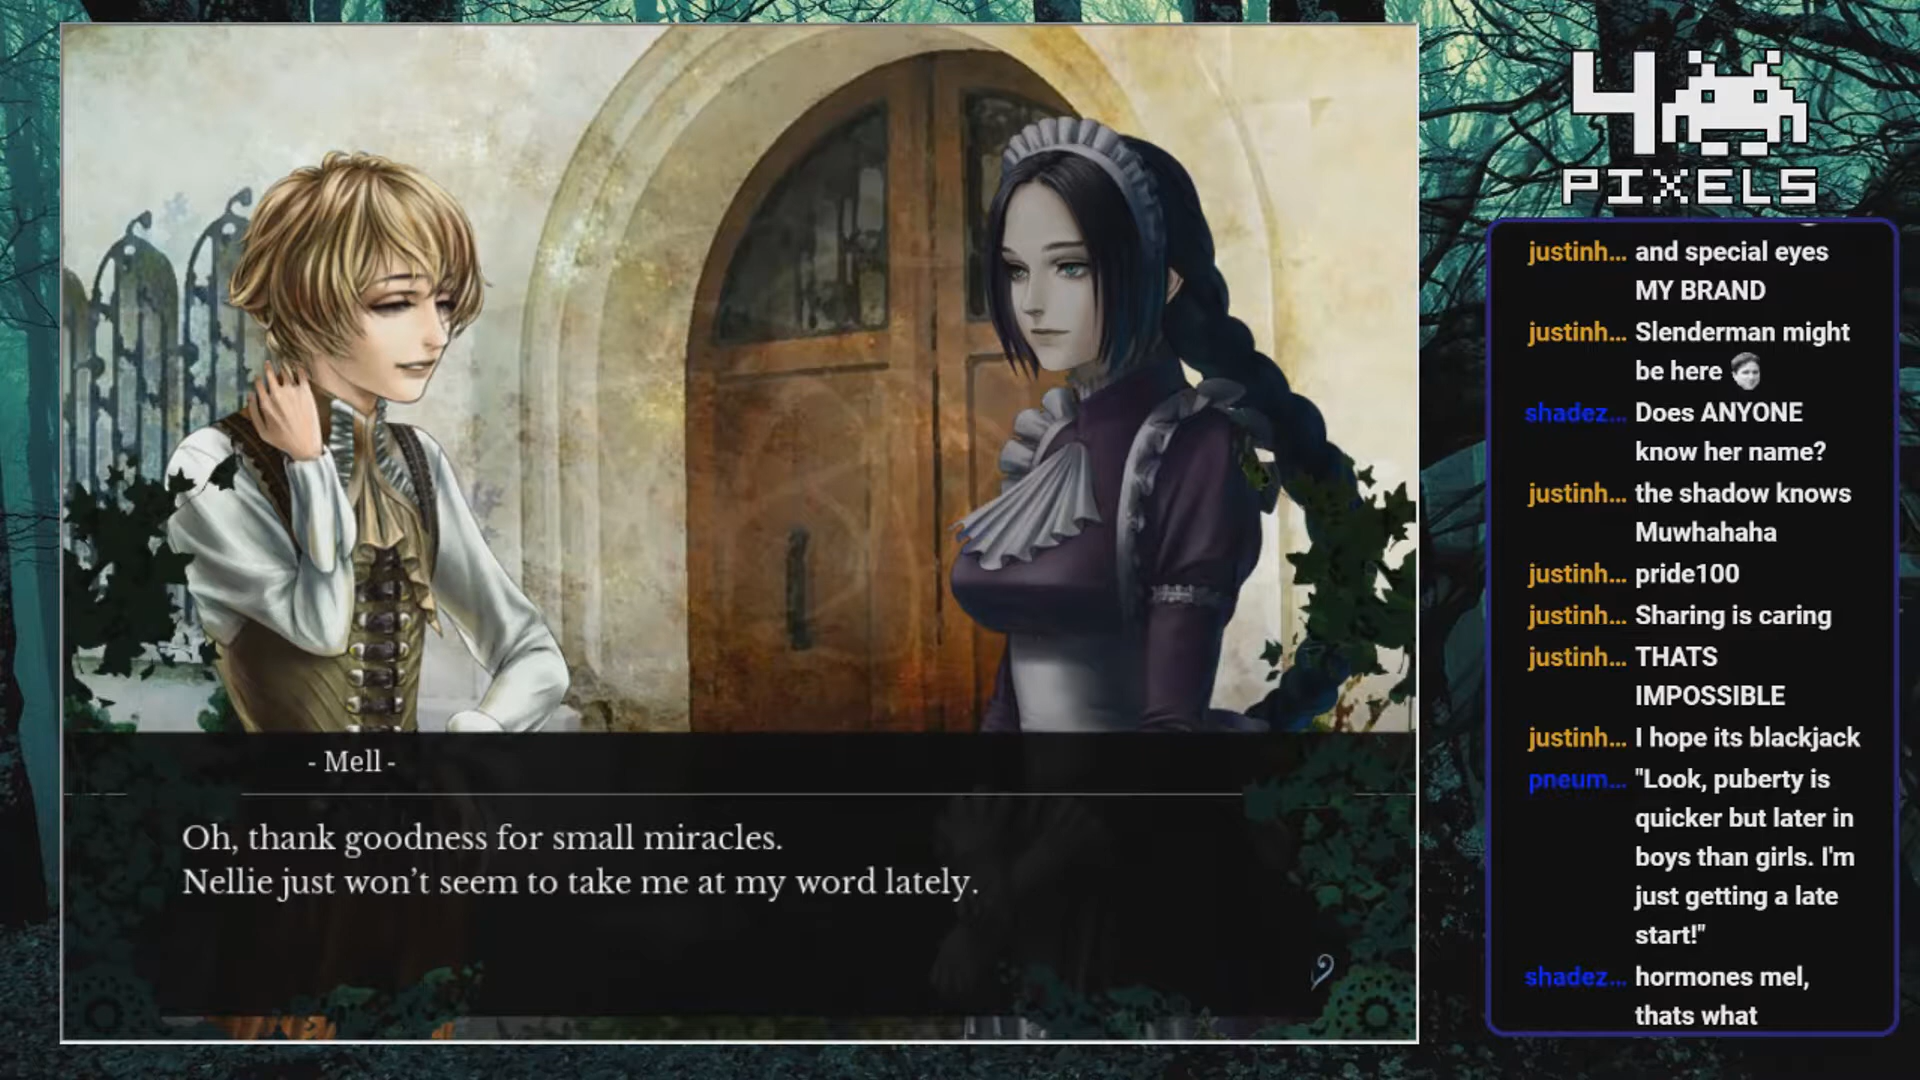 - Mell -
Oh, thank goodness for small miracles.
Nellie just won't seem to take me at my word lately.
4
PIXELS
justinh... and special eyes
MY BRAND
justinh... Slenderman might
be here
shadez... Does ANYONE
know her name?
justinh... the shadow knows
Muwhahaha
justinh... pride100
justinh... Sharing is caring
justinh... THATS
IMPOSSIBLE
justinh... I hope its blackjack
pneum... "Look, puberty is
quicker but later in
boys than girls. I'm
just getting a late
start!"
shadez... hormones mel,
thats what